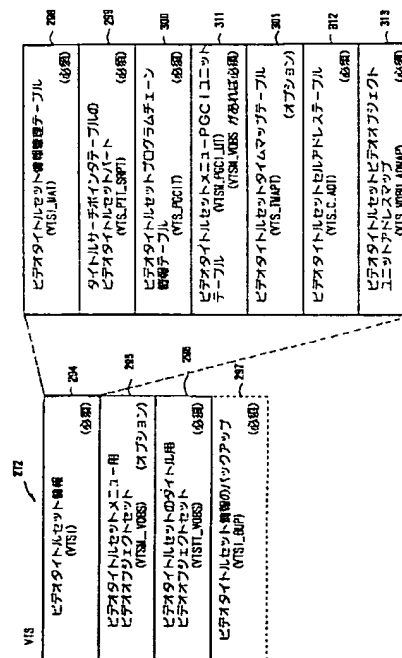 VTS
272
ビデオタイトルセット情報
(VTSI)
(必須)
294
ビデオタイトルセットメニュー用
ビデオオブジェクトセット
(VTSM_VOBS)
(オプション)
295
ビデオタイトルセットのタイトル用
ビデオオブジェクトセット
(VTSTT_VOBS)
(必須)
296
ビデオタイトルセット情報のバックアップ
(VTSI_BUP)
(必須)
297
ビデオタイトルセット情報管理テーブル
(VTSI_MAT)
(必須)
298
タイトルサーチポインタテーブルの
ビデオタイトルセットパート
(VTS_PTT_SRPT)
(必須)
299
ビデオタイトルセットプログラムチェーン
情報テーブル
(VTS_PGCIT)
(必須)
300
ビデオタイトルセットメニューPGCIユニット
テーブル
(VTSM_PGCI_UT)
(VTSM_VOBS があれば必須)
311
ビデオタイトルセットタイムマップテーブル
(VTS_TMAPT)
(オプション)
301
ビデオタイトルセットセルアドレステーブル
(VTS_C_ADT)
(必須)
312
ビデオタイトルセットビデオオブジェクト
ユニットアドレスマップ
(必須)
313